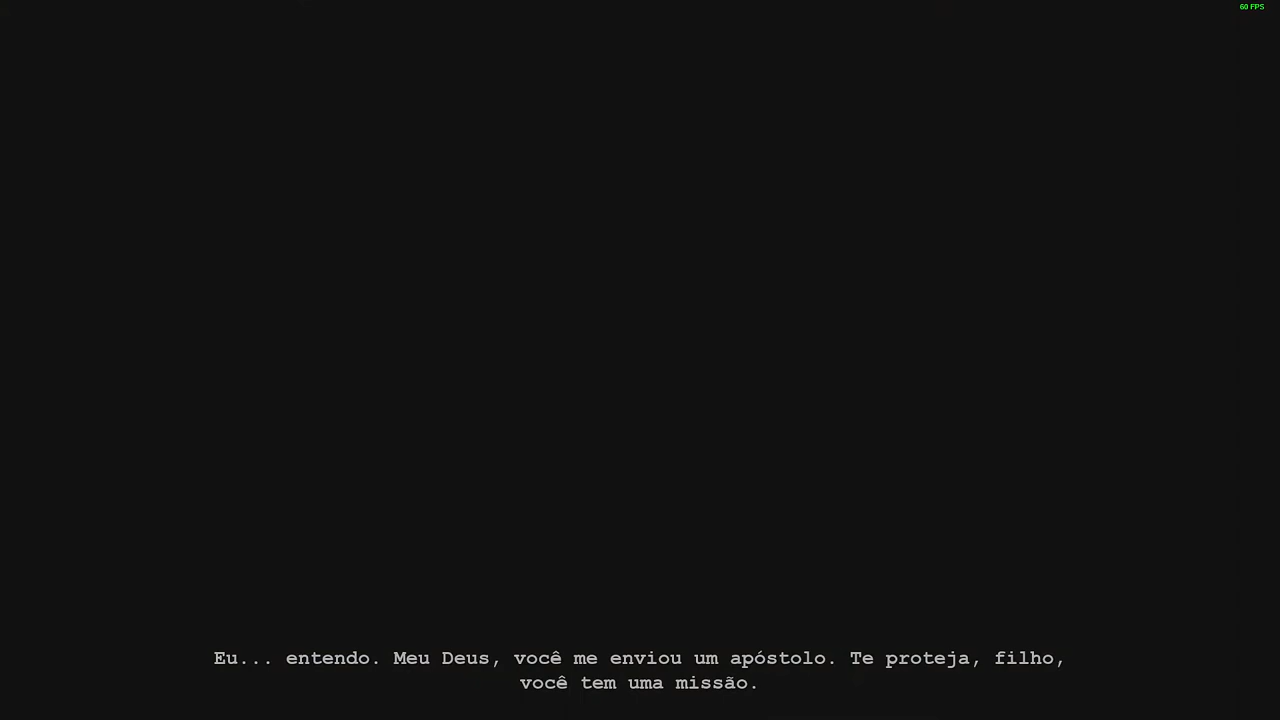 60 FPS
Eu... entendo. Meu Deus, você me enviou um apóstolo. Te proteja, filho,
você tem uma missão.